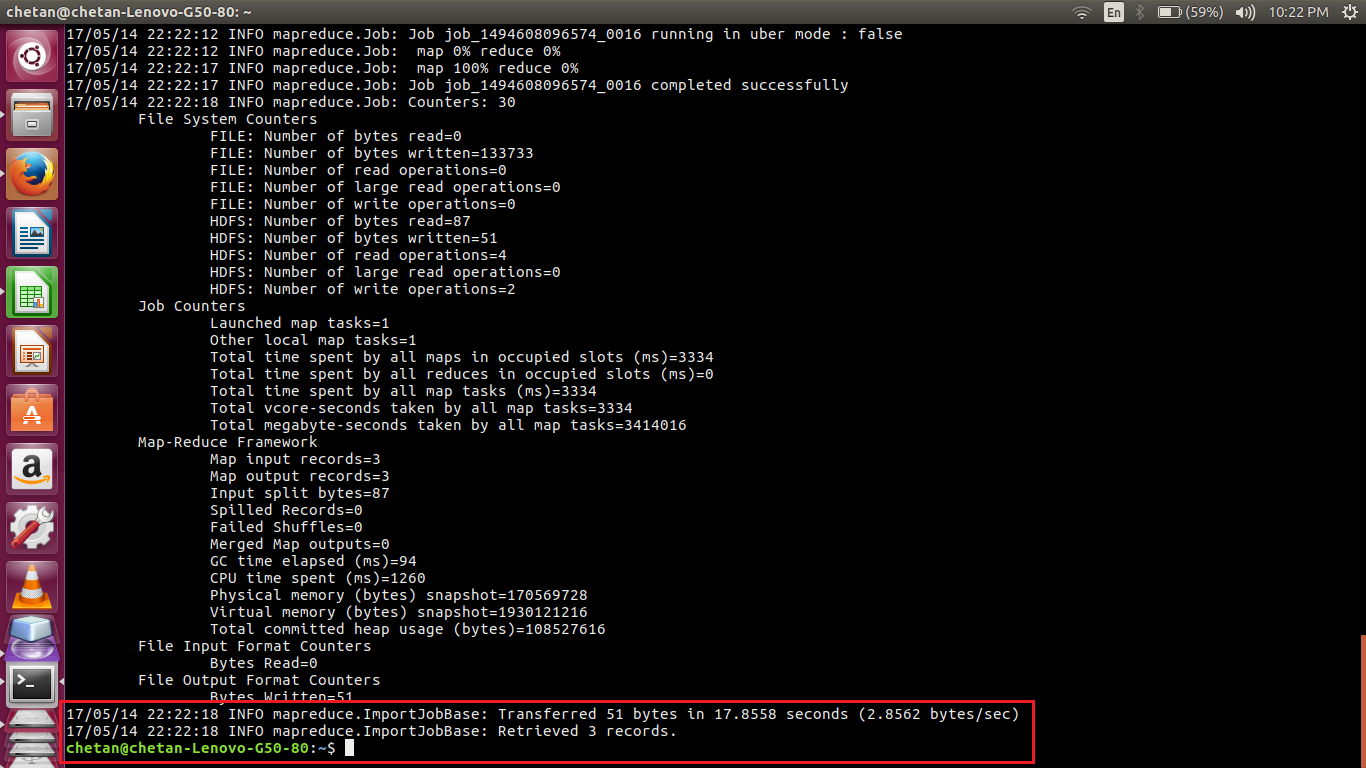 chetan@chetan-Lenovo-G50-80: ~
En (59%) 10:22 PM
17/05/14 22:22:12 INFO mapreduce.Job: Job job_1494608096574_0016 running in uber mode : false
17/05/14 22:22:12 INFO mapreduce.Job:  map 0% reduce 0%
17/05/14 22:22:17 INFO mapreduce.Job:  map 100% reduce 0%
17/05/14 22:22:17 INFO mapreduce.Job: Job job_1494608096574_0016 completed successfully
17/05/14 22:22:18 INFO mapreduce.Job: Counters: 30
File System Counters
FILE: Number of bytes read=0
FILE: Number of bytes written=133733
FILE: Number of read operations=0
FILE: Number of large read operations=0
FILE: Number of write operations=0
HDFS: Number of bytes read=87
HDFS: Number of bytes written=51
HDFS: Number of read operations=4
HDFS: Number of large read operations=0
HDFS: Number of write operations=2
Job Counters
Launched map tasks=1
Other local map tasks=1
Total time spent by all maps in occupied slots (ms)=3334
Total time spent by all reduces in occupied slots (ms)=0
Total time spent by all map tasks (ms)=3334
Total vcore-seconds taken by all map tasks=3334
Total megabyte-seconds taken by all map tasks=3414016
Map-Reduce Framework
Map input records=3
Map output records=3
Input split bytes=87
Spilled Records=0
Failed Shuffles=0
Merged Map outputs=0
GC time elapsed (ms)=94
CPU time spent (ms)=1260
Physical memory (bytes) snapshot=170569728
Virtual memory (bytes) snapshot=1930121216
Total committed heap usage (bytes)=108527616
File Input Format Counters
Bytes Read=0
File Output Format Counters
Bytes Written=51
17/05/14 22:22:18 INFO mapreduce.ImportJobBase: Transferred 51 bytes in 17.8558 seconds (2.8562 bytes/sec)
17/05/14 22:22:18 INFO mapreduce.ImportJobBase: Retrieved 3 records.
chetan@chetan-Lenovo-G50-80:~$